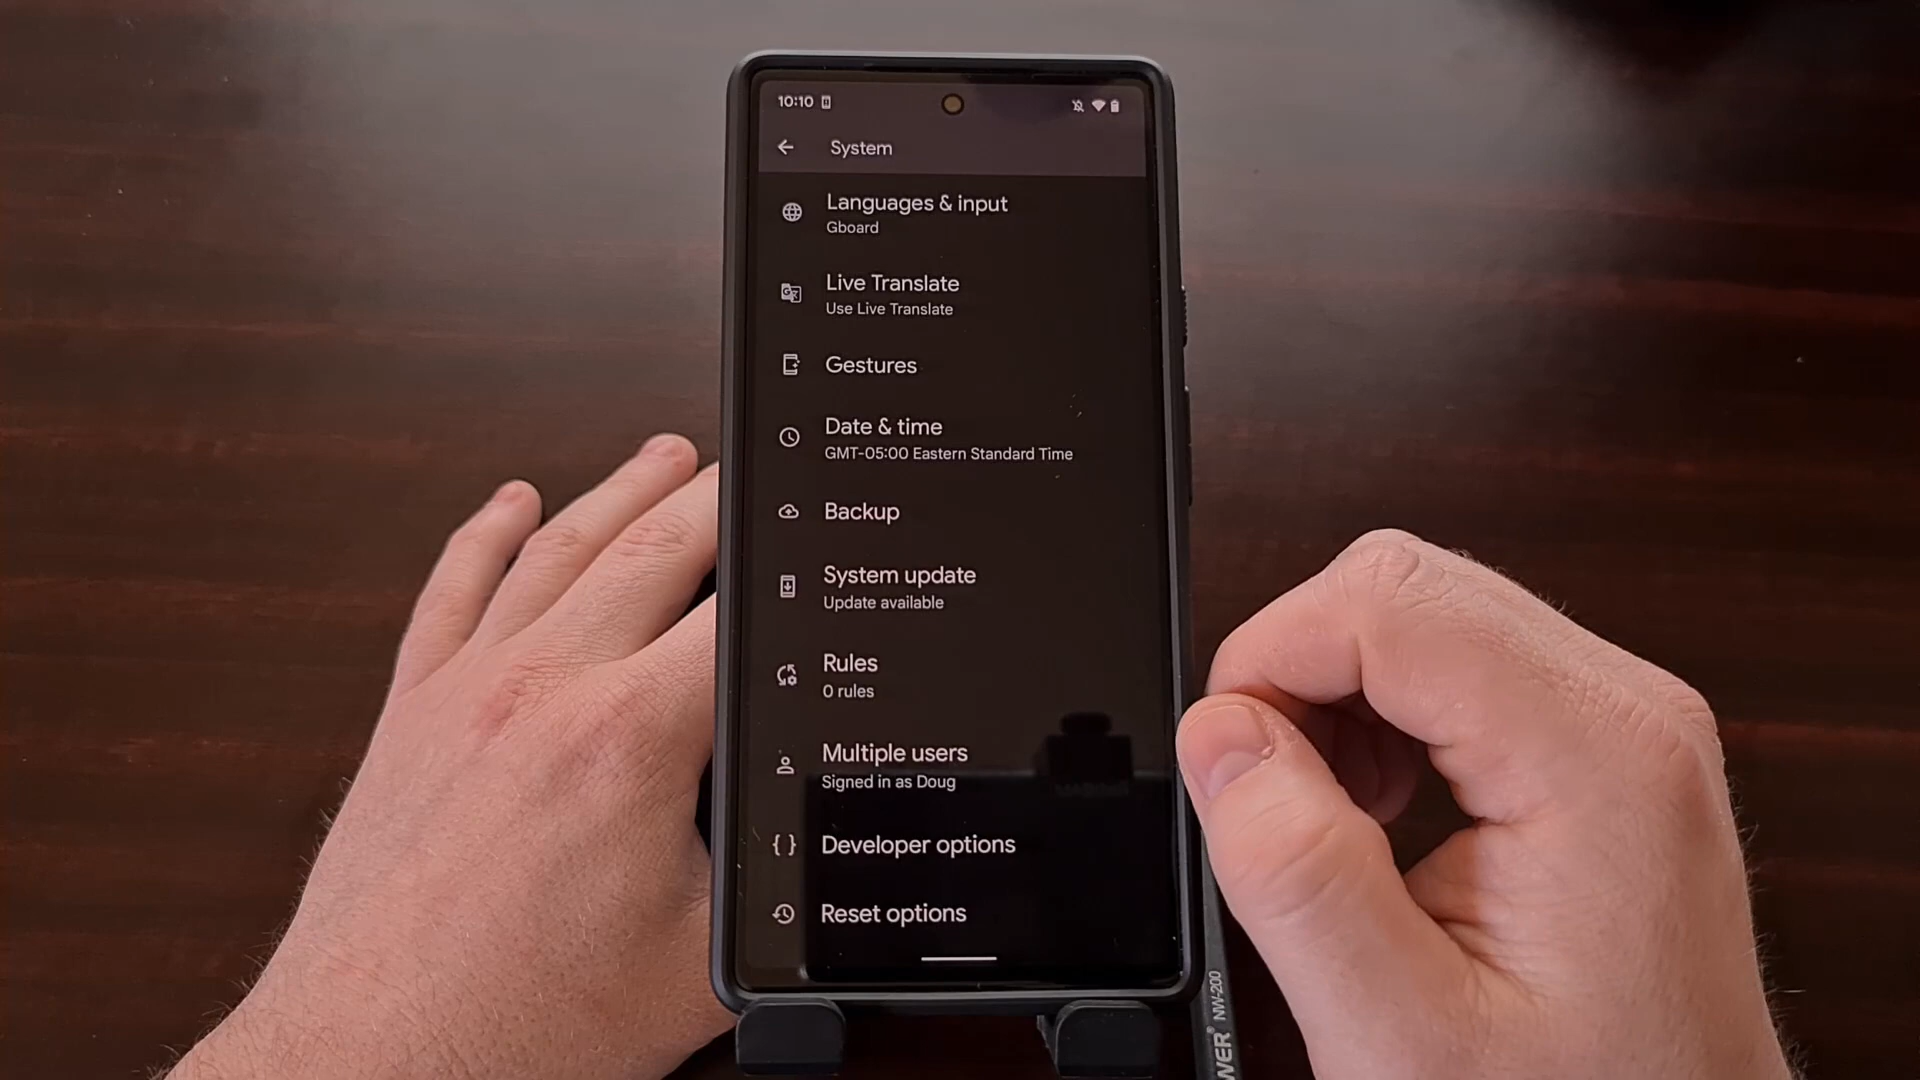 10:10
System
Languages & input
Gboard
Live Translate
Use Live Translate
Gestures
Date & time
GMT-05:00 Eastern Standard Time
Backup
System update
Update available
Rules
0 rules
Multiple users
Signed in as Doug
Developer options
Reset options
WER® NW-200